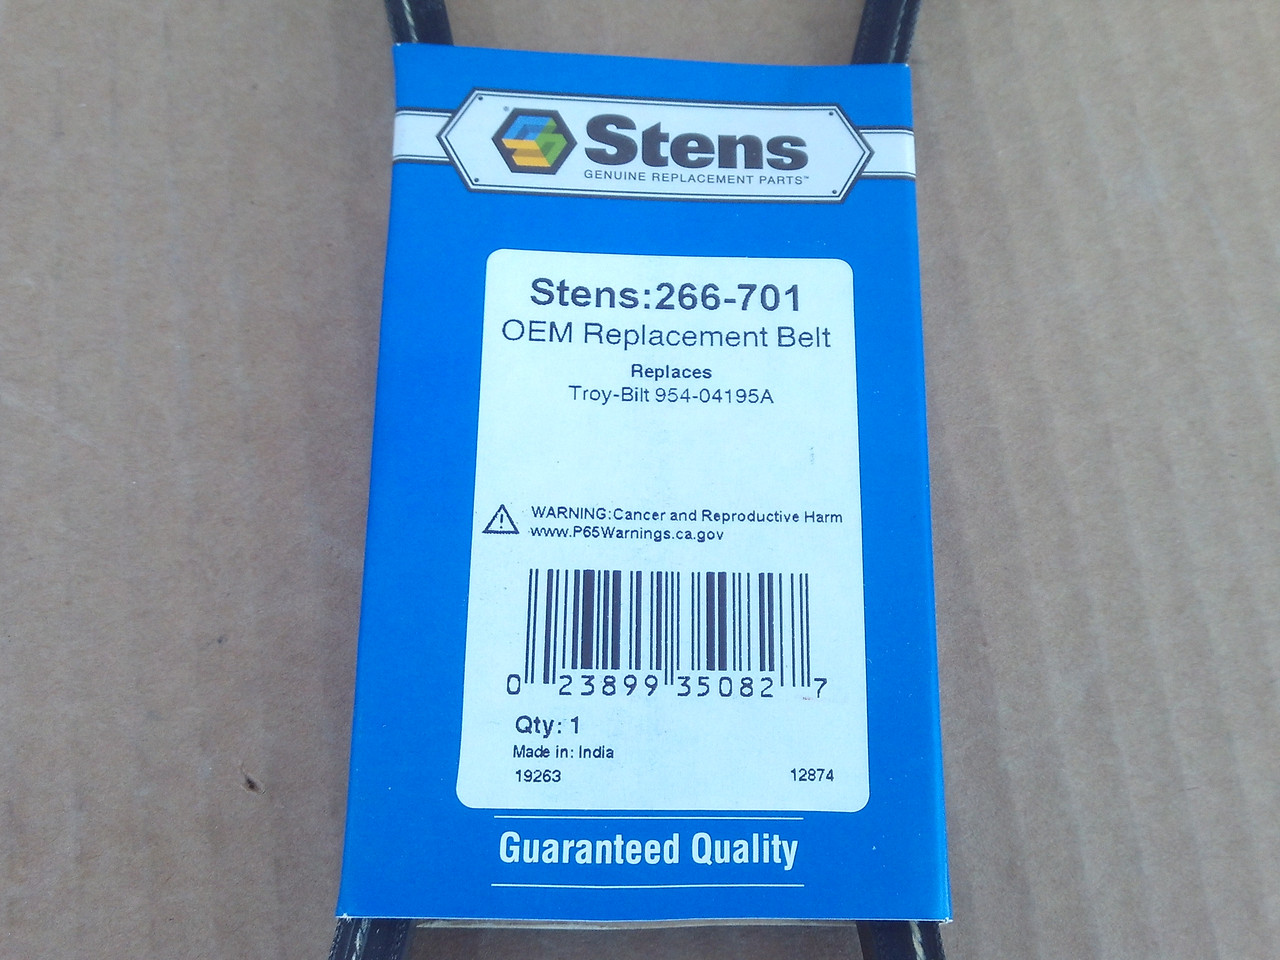 Stens
GENUINE REPLACEMENT PARTS™
Stens:266-701
OEM Replacement Belt
Replaces
Troy-Bilt 954-04195A
WARNING:Cancer and Reproductive Harm
www.P65Warnings.ca.gov
0 23899 35082 7
Qty: 1
Made in: India
19263 12874
Guaranteed Quality